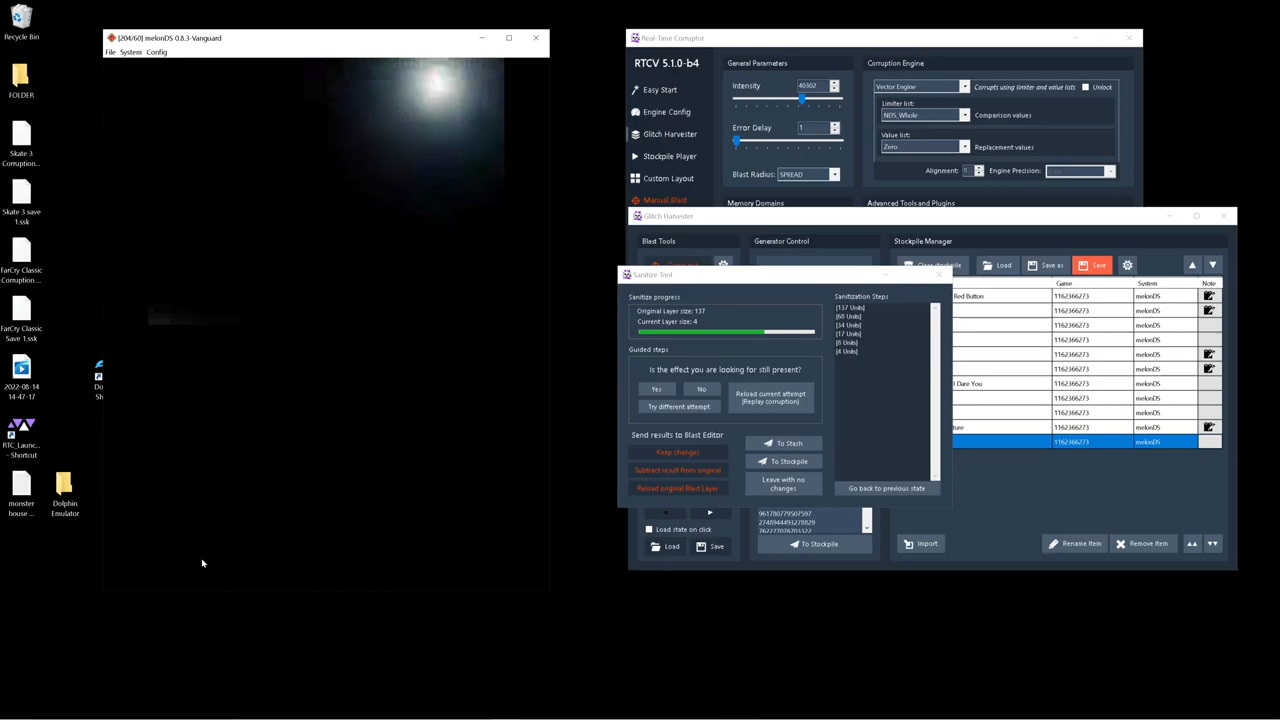 Recycle Bin
FOLDER
Skate 3
Corruption...
Skate 3 save
1.ssk
FarCry Classic
Corruption ...
FarCry Classic
Save 1.ssk
2022-08-14
14-47-17
RTC_Launc...
- Shortcut
monster
house ...
Dolphin
Emulator
Do
Sh
[204/60] melonDS 0.8.3-Vanguard
File System Config
Real-Time Corruptor
RTCV 5.1.0-b4
Easy Start
Engine Config
Glitch Harvester
Stockpile Player
Custom Layout
Manual Blast
General Parameters
Intensity 40302
Error Delay 1
Blast Radius: SPREAD
Memory Domains
Corruption Engine
Vector Engine Corrupts using limiter and value lists Unlock
Limiter list:
NDS_Whole Comparison values
Value list:
Zero Replacement values
Alignment: 0 Engine Precision:
Advanced Tools and Plugins
Glitch Harvester
Blast Tools
Generator Control
Stockpile Manager
Load Save as Save
Game System Note
Red Button 1162366273 melonDS
1162366273 melonDS
1162366273 melonDS
1162366273 melonDS
1162366273 melonDS
1162366273 melonDS
I Dare You 1162366273 melonDS
1162366273 melonDS
1162366273 melonDS
ture 1162366273 melonDS
1162366273 melonDS
Sanitize Tool
Sanitize progress
Original Layer size: 137
Current Layer size: 4
Guided steps
Is the effect you are looking for still present?
Yes No
Try different attempt
Reload current attempt
(Replay corruption)
Send results to Blast Editor
Keep changes
Subtract result from original
Reload original Blast Layer
To Stash
To Stockpile
Leave with no
changes
Sanitization Steps
[137 Units]
[68 Units]
[34 Units]
[17 Units]
[8 Units]
[4 Units]
Go back to previous state
Load state on click
Load Save
961780779507597
2748944493278829
To Stockpile
Import
Rename Item Remove Item